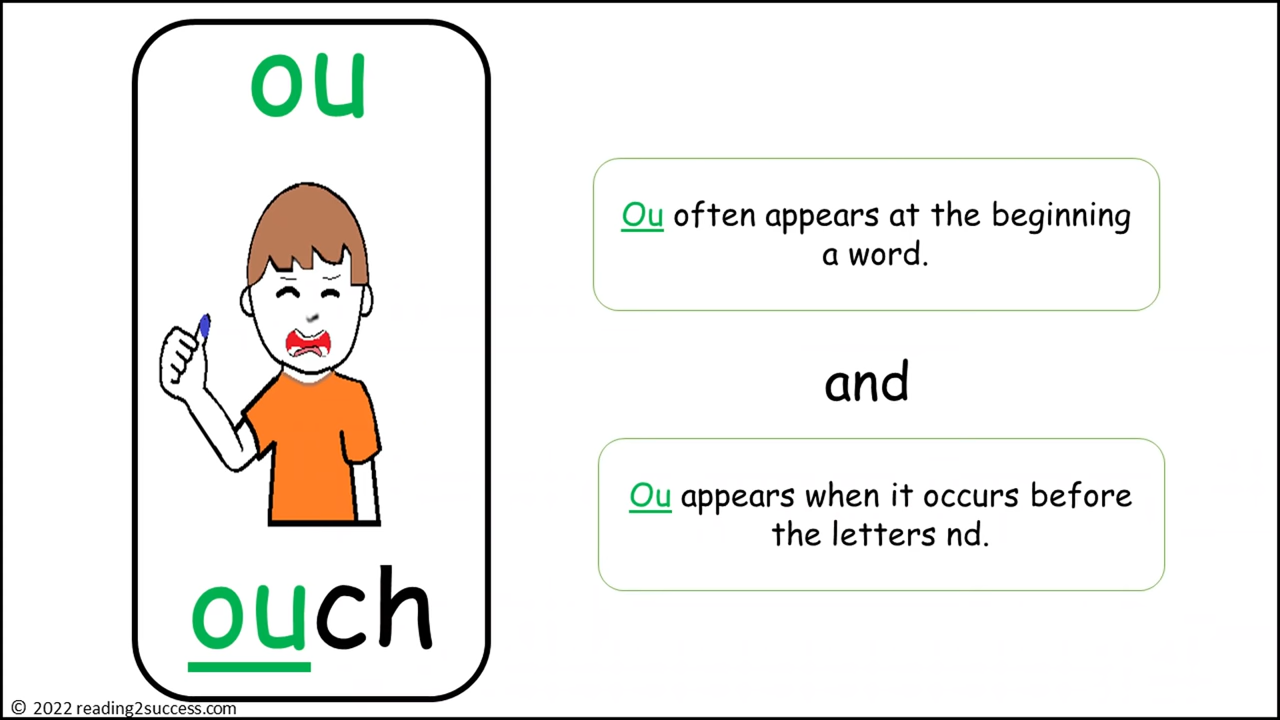 ou
ouch
Ou often appears at the beginning
a word.
and
Ou appears when it occurs before
the letters nd.
© 2022 reading2success.com